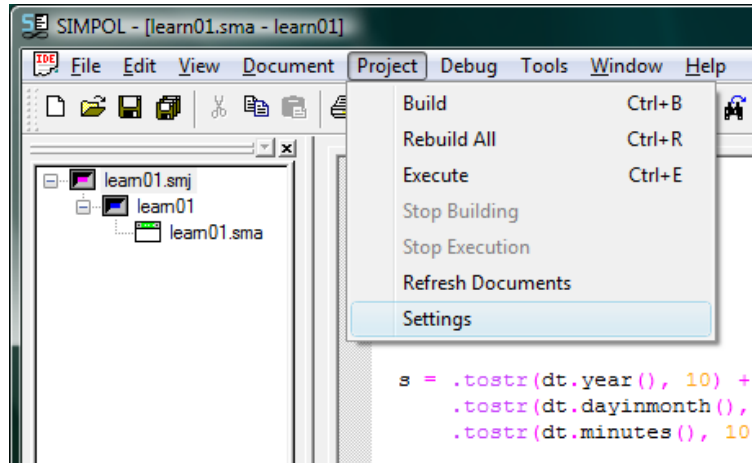 SIMPOL - [learn01.sma - learn01]
IDE File Edit View Document Project Debug Tools Window Help
Build Ctrl+B
Rebuild All Ctrl+R
Execute Ctrl+E
Stop Building
Stop Execution
Refresh Documents
Settings
learn01.smj
learn01
learn01.sma
s = .tostr(dt.year(), 10) +
.tostr(dt.dayinmonth(),
.tostr(dt.minutes(), 10